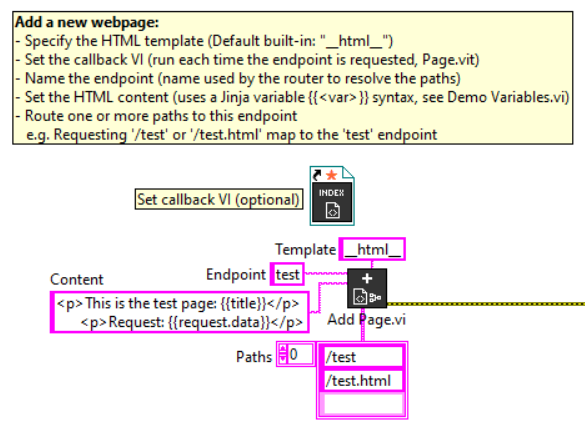 Add a new webpage:
- Specify the HTML template (Default built-in: "__html__")
- Set the callback VI (run each time the endpoint is requested, Page.vit)
- Name the endpoint (name used by the router to resolve the paths)
- Set the HTML content (uses a Jinja variable {{<var>}} syntax, see Demo Variables.vi)
- Route one or more paths to this endpoint
e.g. Requesting '/test' or '/test.html' map to the 'test' endpoint
INDEX
Set callback VI (optional)
Template __html__
Endpoint test
Content
<p>This is the test page: {{title}}</p>
<p>Request: {{request.data}}</p>
Add Page.vi
Paths 0 /test
/test.html